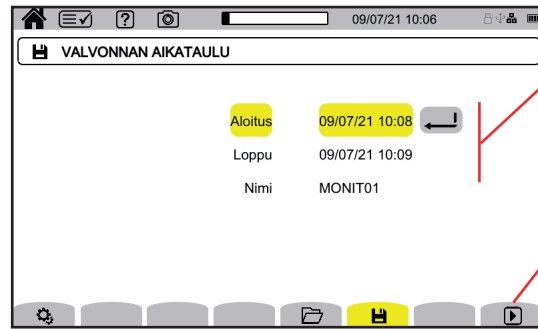 09/07/21 10:06
VALVONNAN AIKATAULU
Aloitus 09/07/21 10:08
Loppu 09/07/21 10:09
Nimi MONIT01